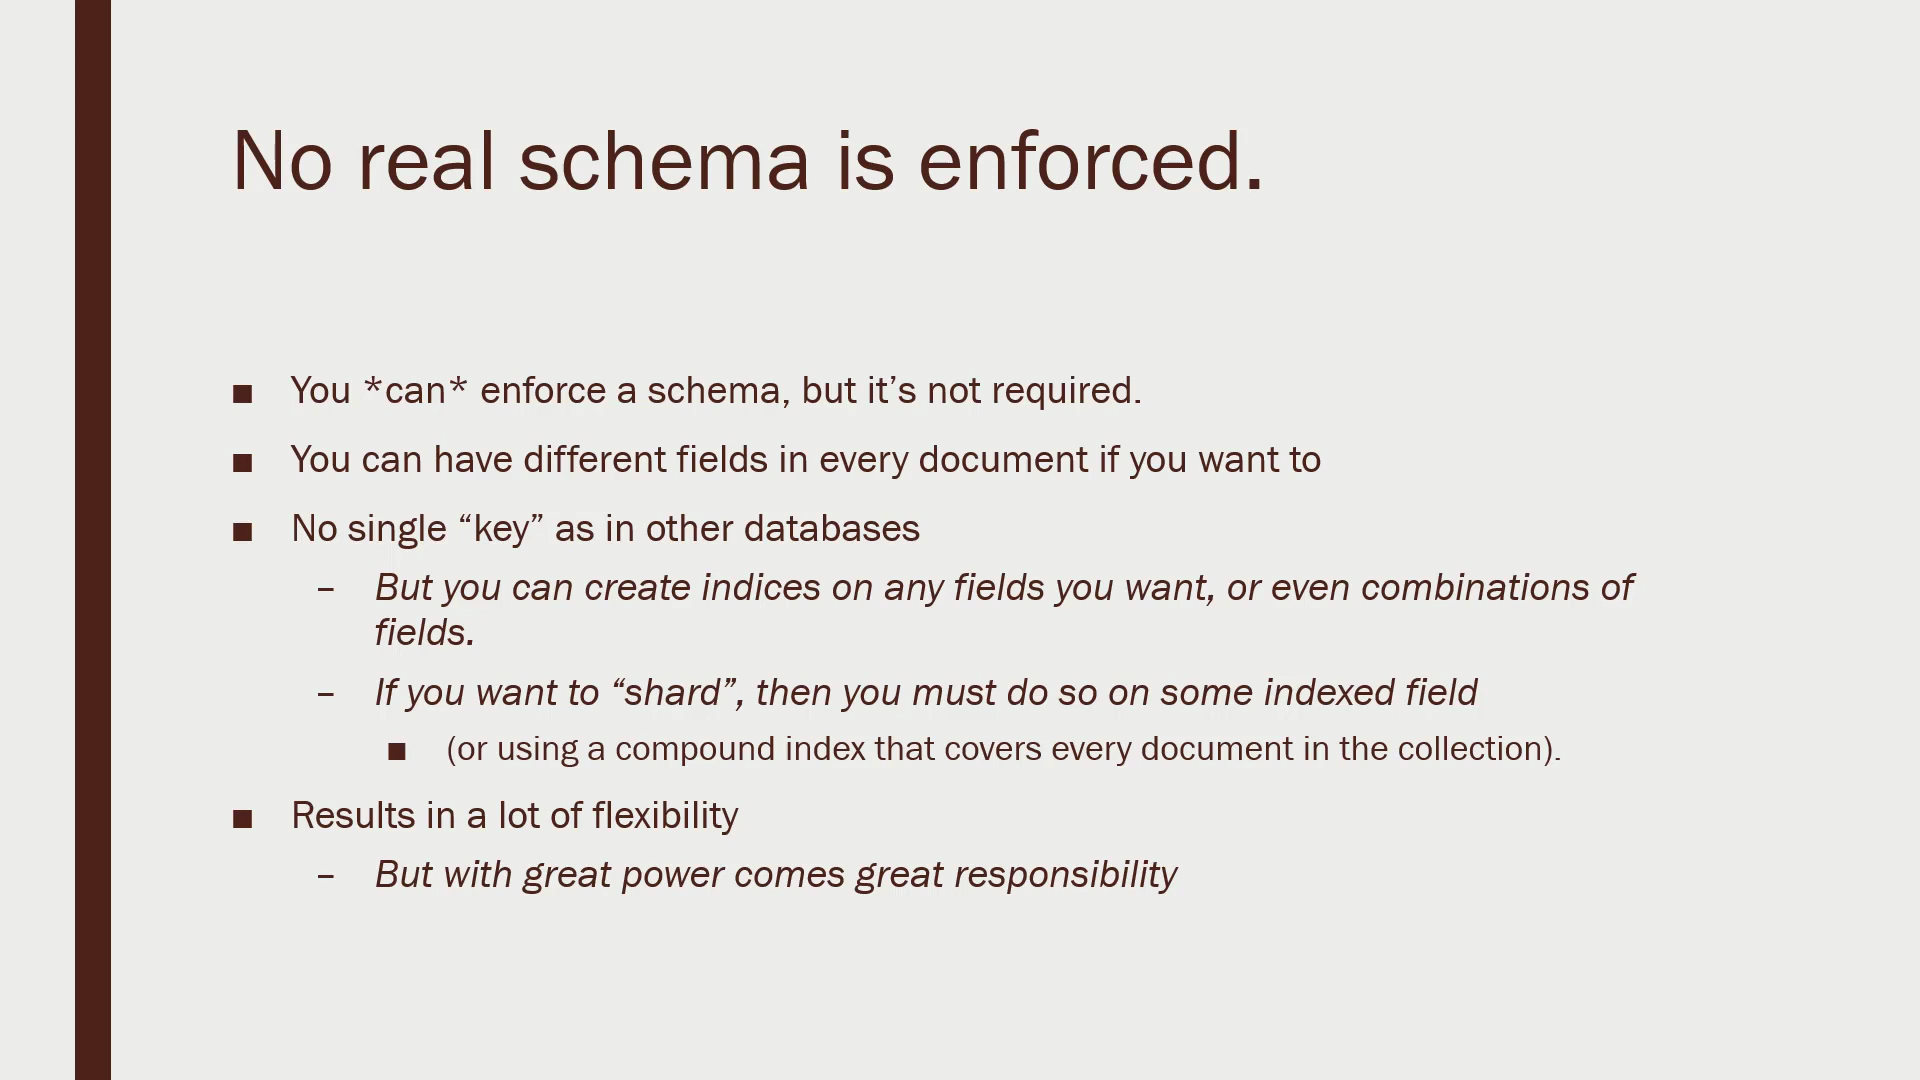 No real schema is enforced.
■ You *can* enforce a schema, but it’s not required.
■ You can have different fields in every document if you want to
■ No single “key” as in other databases
– But you can create indices on any fields you want, or even combinations of
fields.
– If you want to “shard”, then you must do so on some indexed field
■ (or using a compound index that covers every document in the collection).
■ Results in a lot of flexibility
– But with great power comes great responsibility